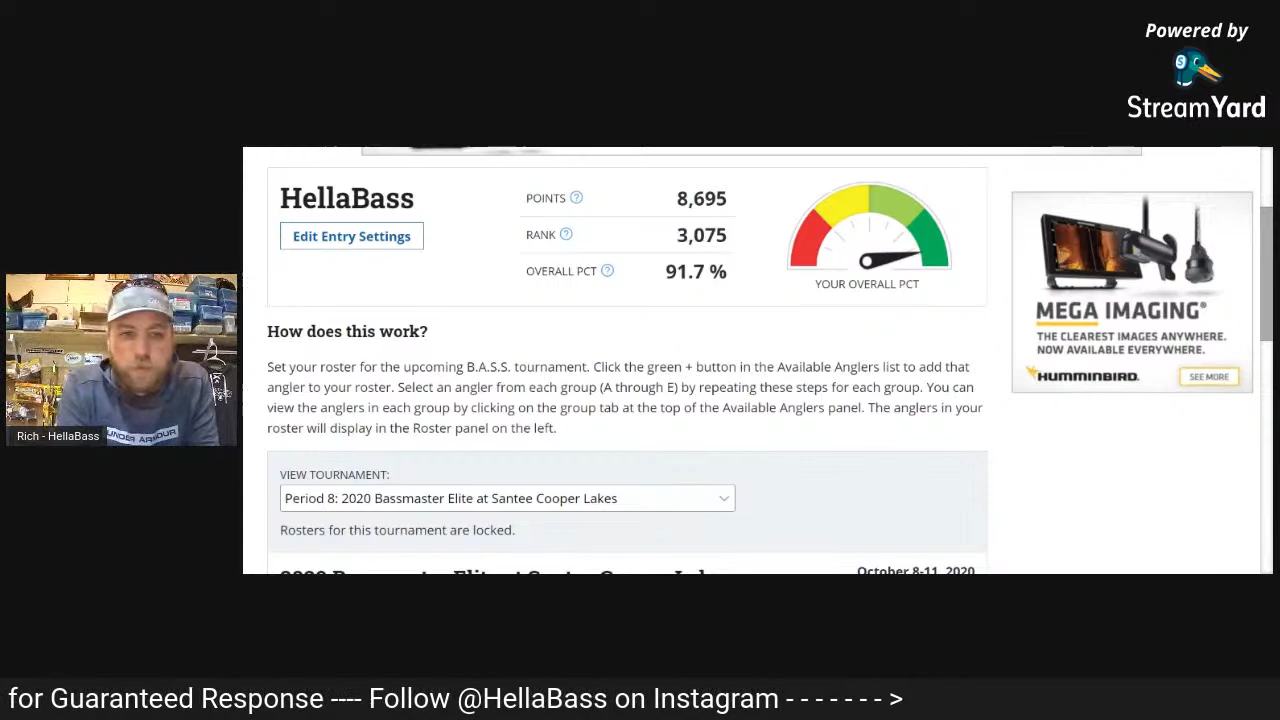 Powered by
StreamYard
HellaBass
Edit Entry Settings
POINTS ? 8,695
RANK ? 3,075
OVERALL PCT ? 91.7 %
YOUR OVERALL PCT
MEGA IMAGING®
THE CLEAREST IMAGES ANYWHERE.
NOW AVAILABLE EVERYWHERE.
HUMMINBIRD.
SEE MORE
How does this work?
Set your roster for the upcoming B.A.S.S. tournament. Click the green + button in the Available Anglers list to add that
angler to your roster. Select an angler from each group (A through E) by repeating these steps for each group. You can
view the anglers in each group by clicking on the group tab at the top of the Available Anglers panel. The anglers in your
roster will display in the Roster panel on the left.
UNDER ARMOUR
Rich - HellaBass
VIEW TOURNAMENT:
Period 8: 2020 Bassmaster Elite at Santee Cooper Lakes
Rosters for this tournament are locked.
October 8-11, 2020
for Guaranteed Response ---- Follow @HellaBass on Instagram - - - - - - - >